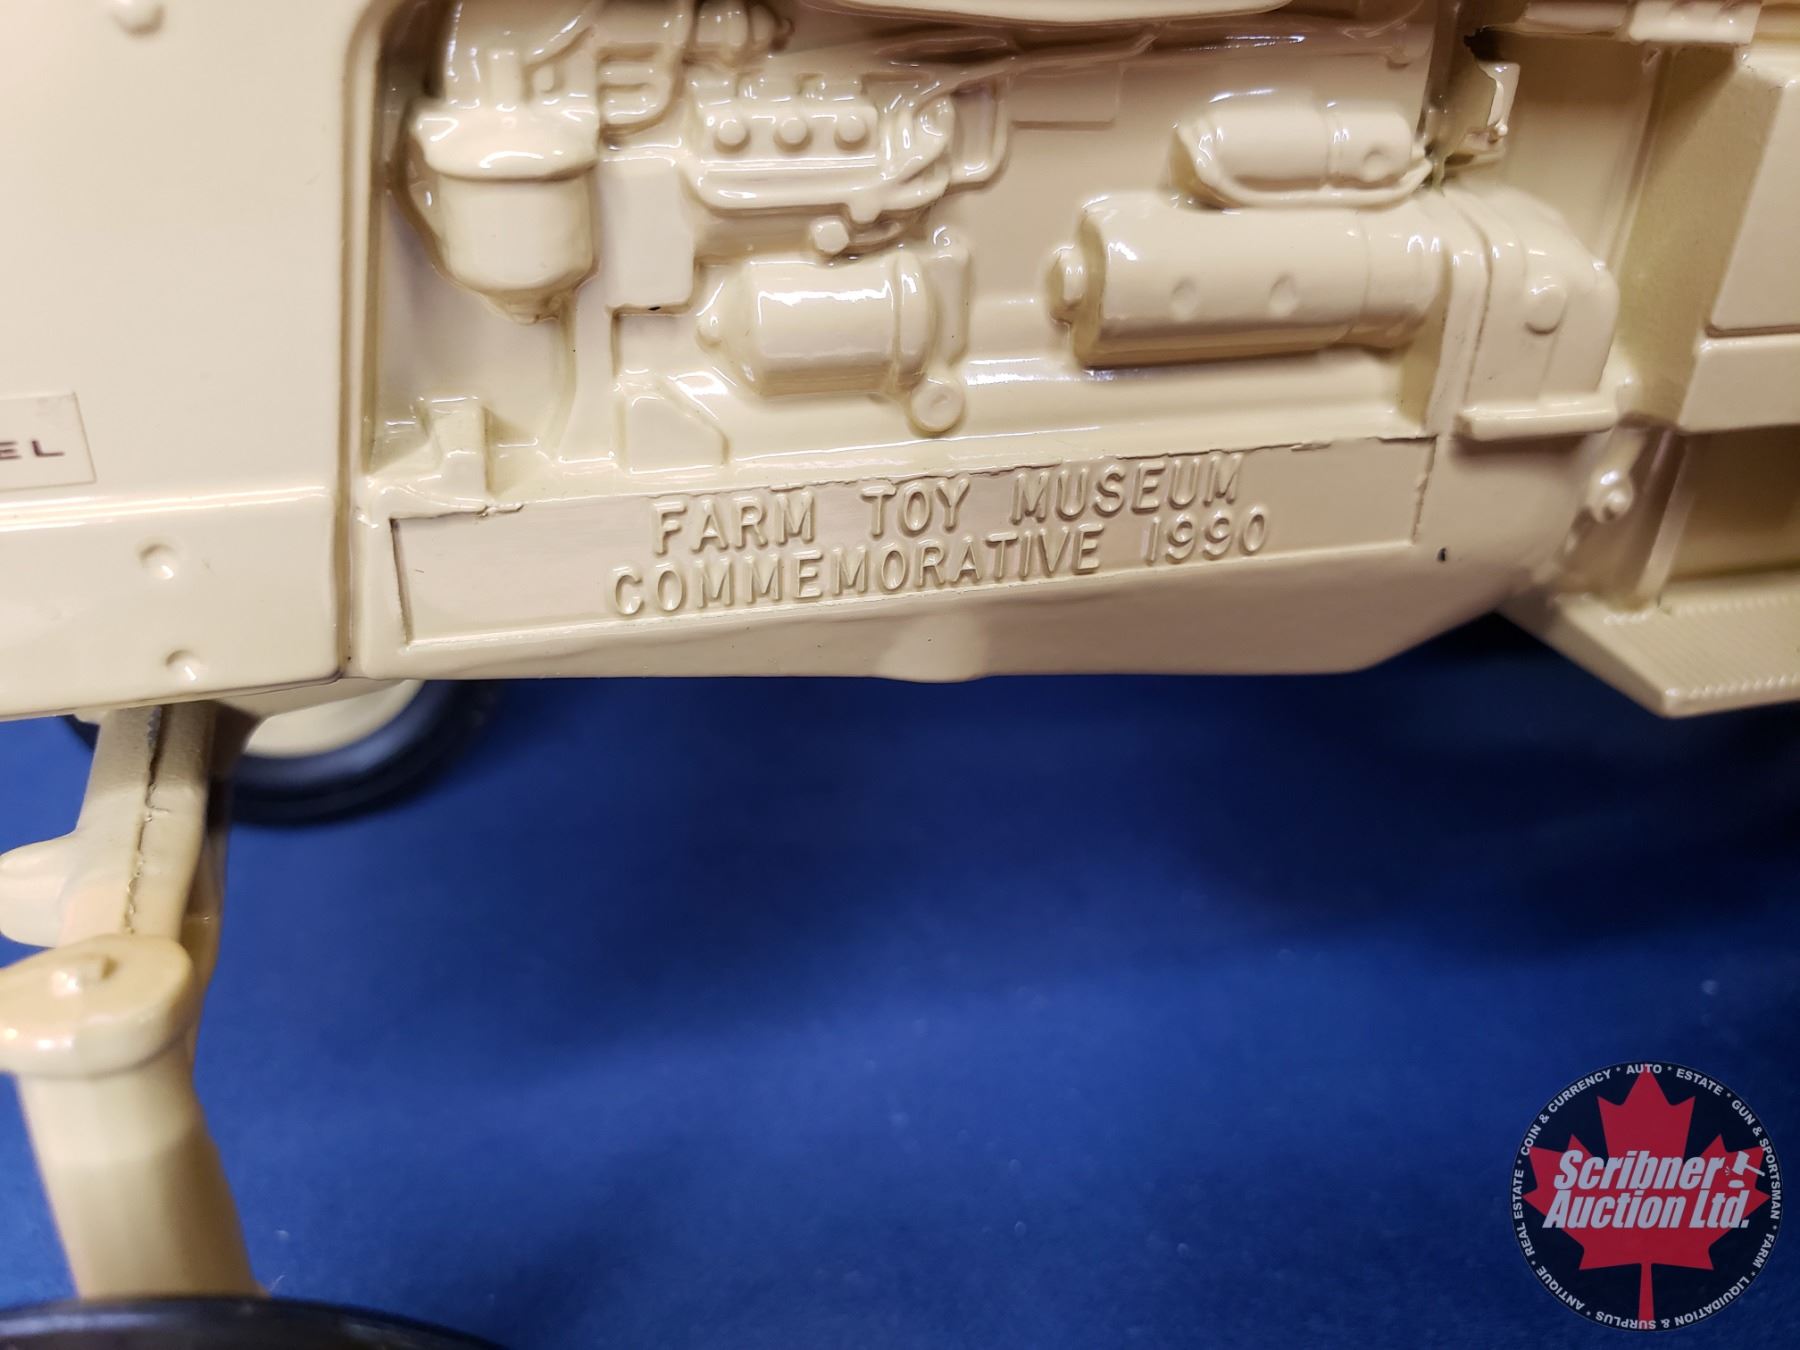 EL
FARM TOY MUSEUM
COMMEMORATIVE 1990
COIN & CURRENCY * AUTO * ESTATE * GUN & SPORTSMAN * FARM * LIQUIDATION & SURPLUS * ANTIQUE * REAL ESTATE *
Scribner
Auction Ltd.